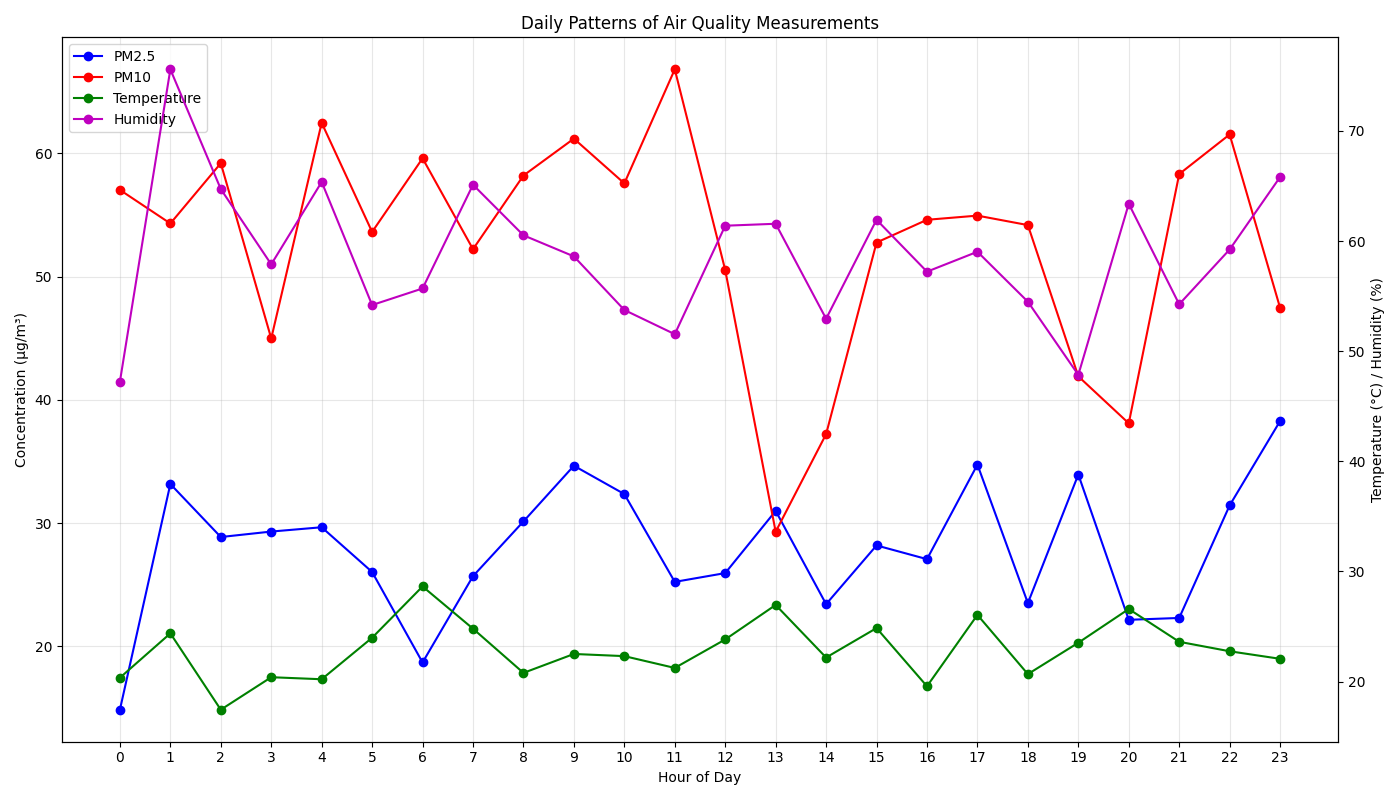 Daily Patterns of Air Quality Measurements
PM2.5
PM10
Temperature
Humidity
Concentration (µg/m³)
60
50
40
30
20
70
60
50
40
30
20
Temperature (°C) / Humidity (%)
0 1 2 3 4 5 6 7 8 9 10 11 12 13 14 15 16 17 18 19 20 21 22 23
Hour of Day